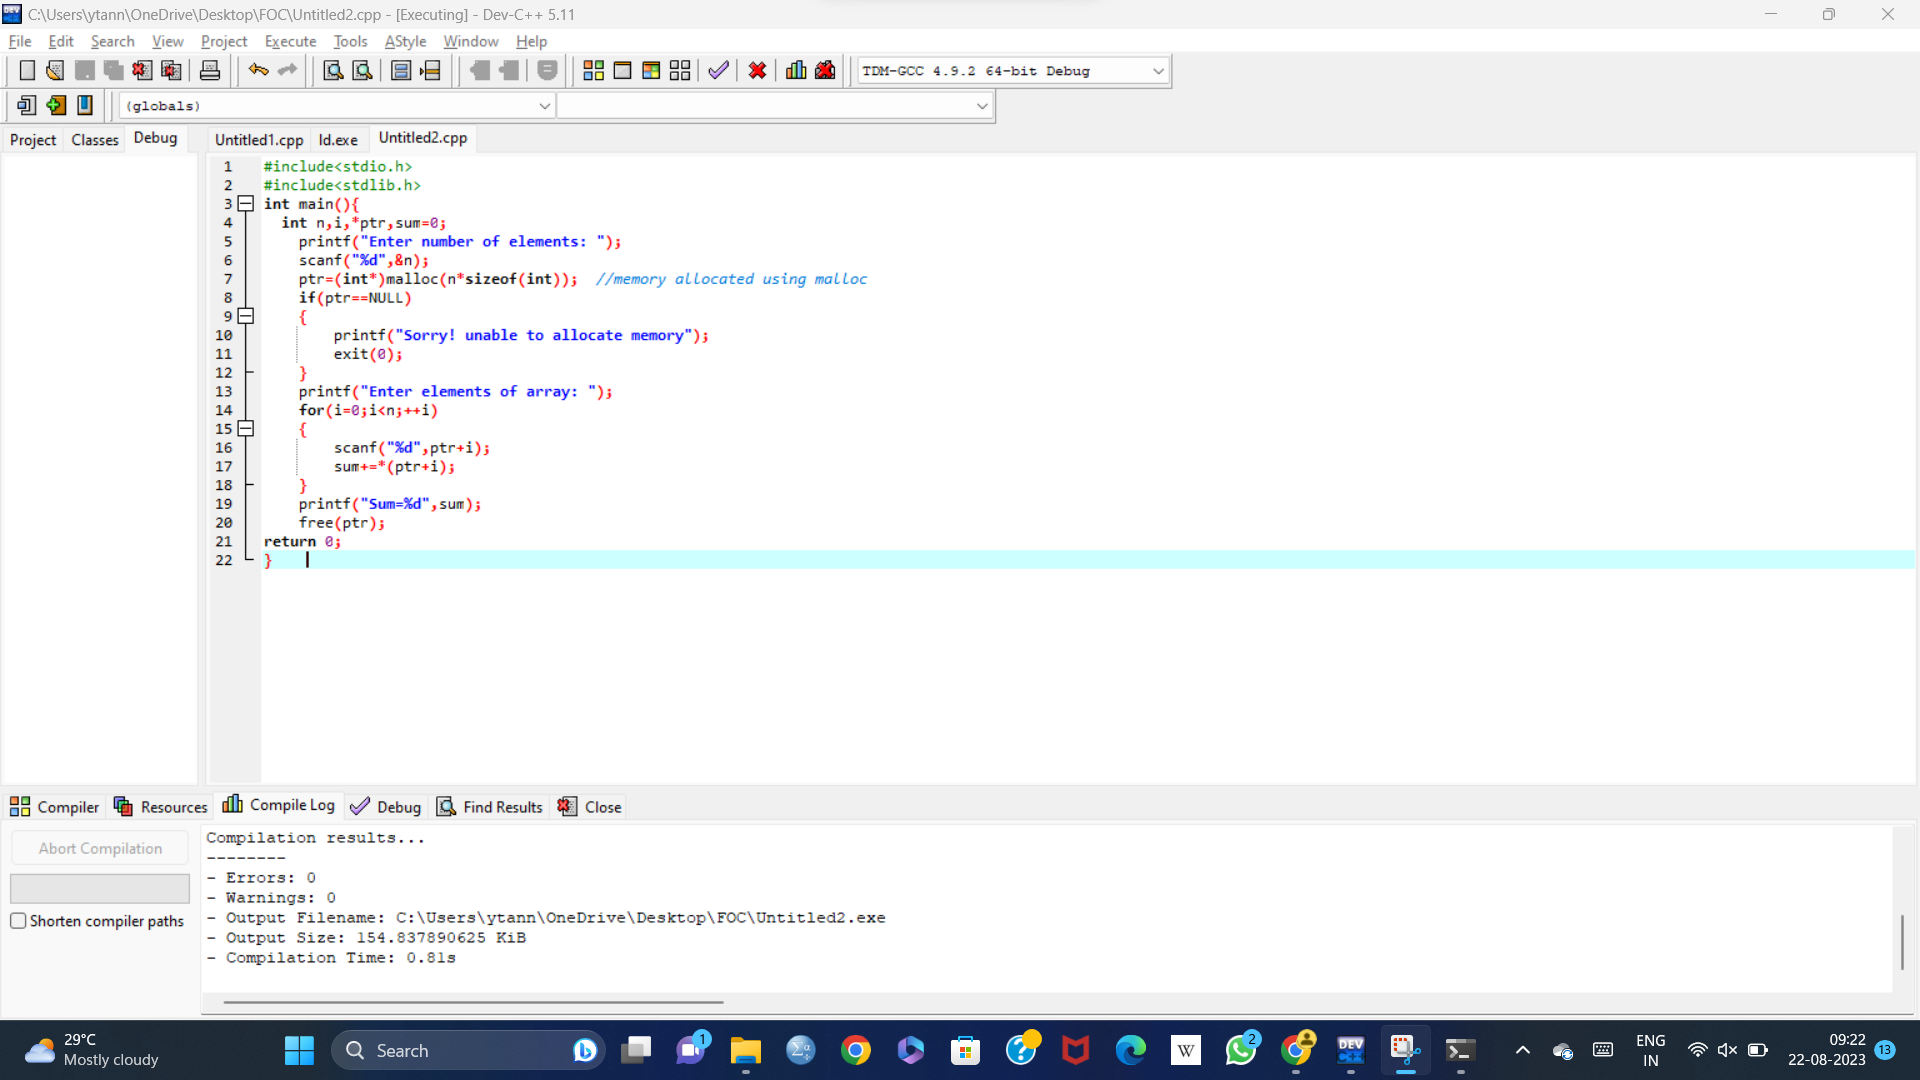 C:\Users\ytann\OneDrive\Desktop\FOC\Untitled2.cpp - [Executing] - Dev-C++ 5.11
File Edit Search View Project Execute Tools AStyle Window Help
TDM-GCC 4.9.2 64-bit Debug
(globals)
Project Classes Debug Untitled1.cpp ld.exe Untitled2.cpp
1 #include<stdio.h>
2 #include<stdlib.h>
3 int main(){
4 int n,i,*ptr,sum=0;
5 printf("Enter number of elements: ");
6 scanf("%d",&n);
7 ptr=(int*)malloc(n*sizeof(int)); //memory allocated using malloc
8 if(ptr==NULL)
9 {
10 printf("Sorry! unable to allocate memory");
11 exit(0);
12 }
13 printf("Enter elements of array: ");
14 for(i=0;i<n;++i)
15 {
16 scanf("%d",ptr+i);
17 sum+=*(ptr+i);
18 }
19 printf("Sum=%d",sum);
20 free(ptr);
21 return 0;
22 }
Compiler Resources Compile Log Debug Find Results Close
Abort Compilation
Shorten compiler paths
Compilation results...
--------
- Errors: 0
- Warnings: 0
- Output Filename: C:\Users\ytann\OneDrive\Desktop\FOC\Untitled2.exe
- Output Size: 154.837890625 KiB
- Compilation Time: 0.81s
29°C
Mostly cloudy
Search
1
W
2
DEV
ENG
IN
09:22
22-08-2023
13